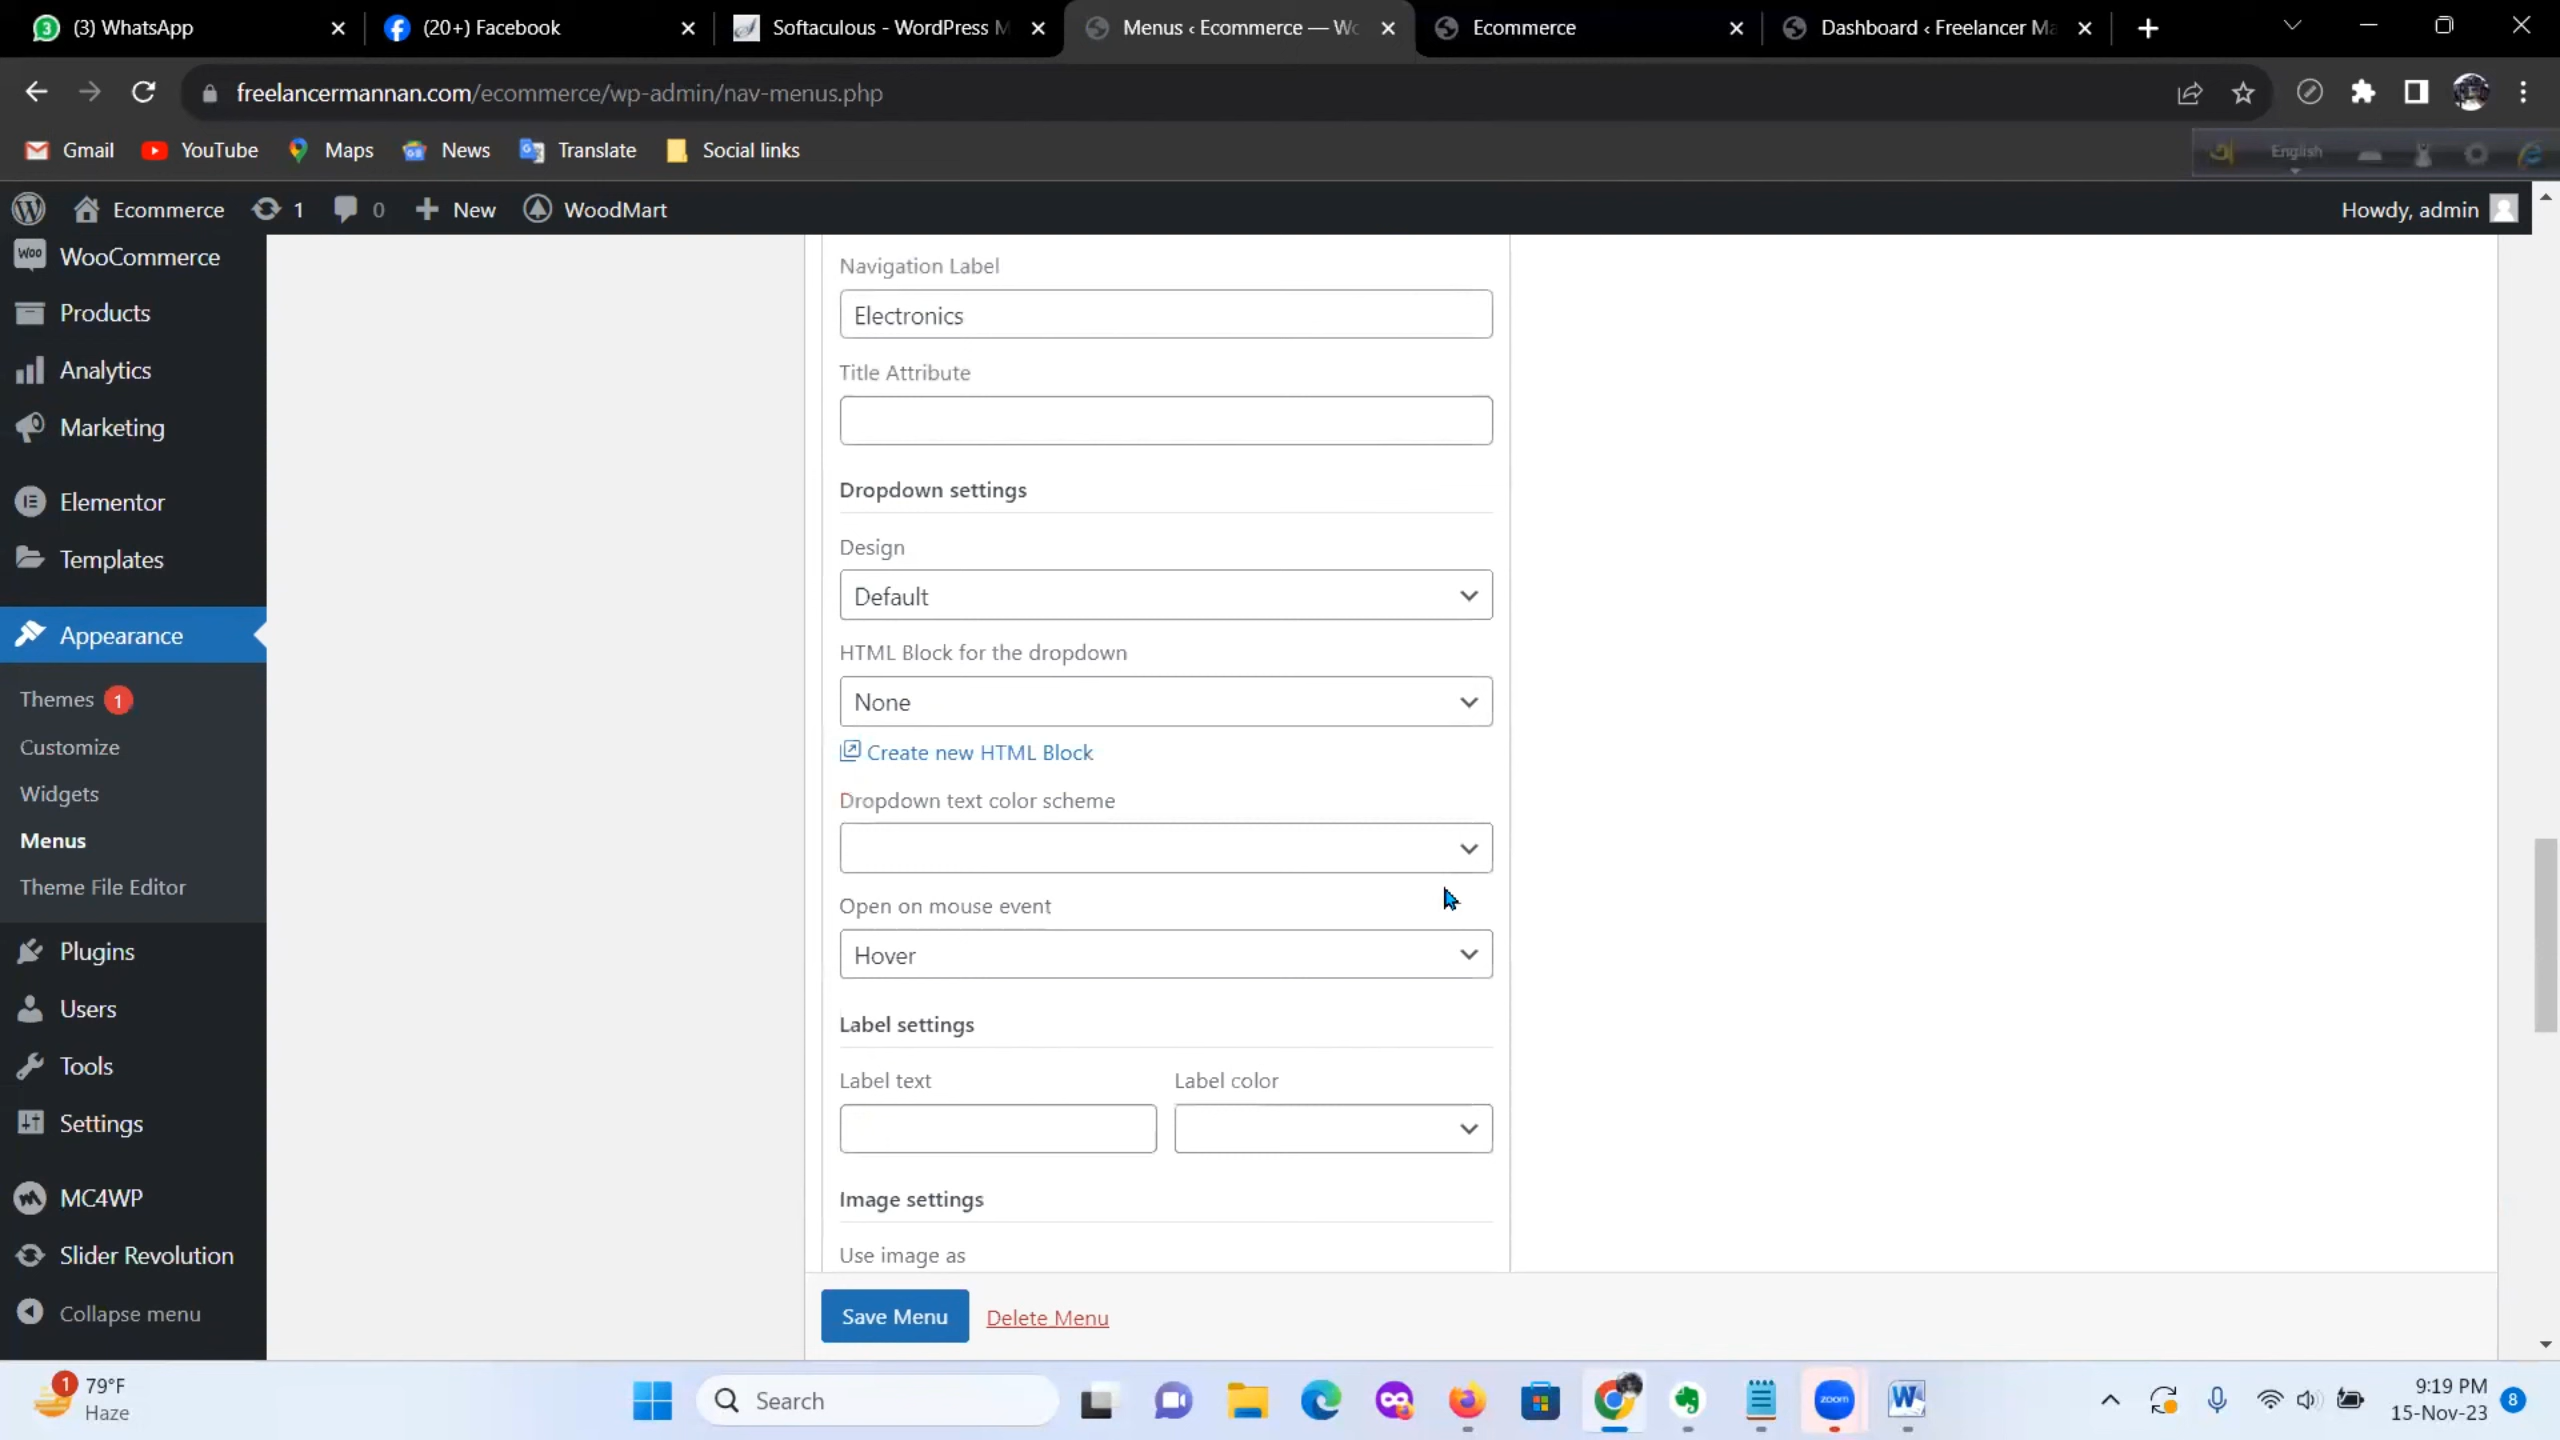 3
(3) WhatsApp
(20+) Facebook
Softaculous - WordPress M
Menus ‹ Ecommerce — Wo
Ecommerce
Dashboard ‹ Freelancer Ma
freelancermannan.com/ecommerce/wp-admin/nav-menus.php
Gmail
YouTube
Maps
News
Translate
Social links
English
Ecommerce
1
0
New
WoodMart
Howdy, admin
WooCommerce
Products
Analytics
Marketing
Elementor
Templates
Appearance
Themes 1
Customize
Widgets
Menus
Theme File Editor
Plugins
Users
Tools
Settings
MC4WP
Slider Revolution
Collapse menu
Navigation Label
Electronics
Title Attribute
Dropdown settings
Design
Default
HTML Block for the dropdown
None
Create new HTML Block
Dropdown text color scheme
Open on mouse event
Hover
Label settings
Label text
Label color
Image settings
Use image as
Save Menu
Delete Menu
1
79°F
Haze
Search
zoom
9:19 PM
15-Nov-23
8